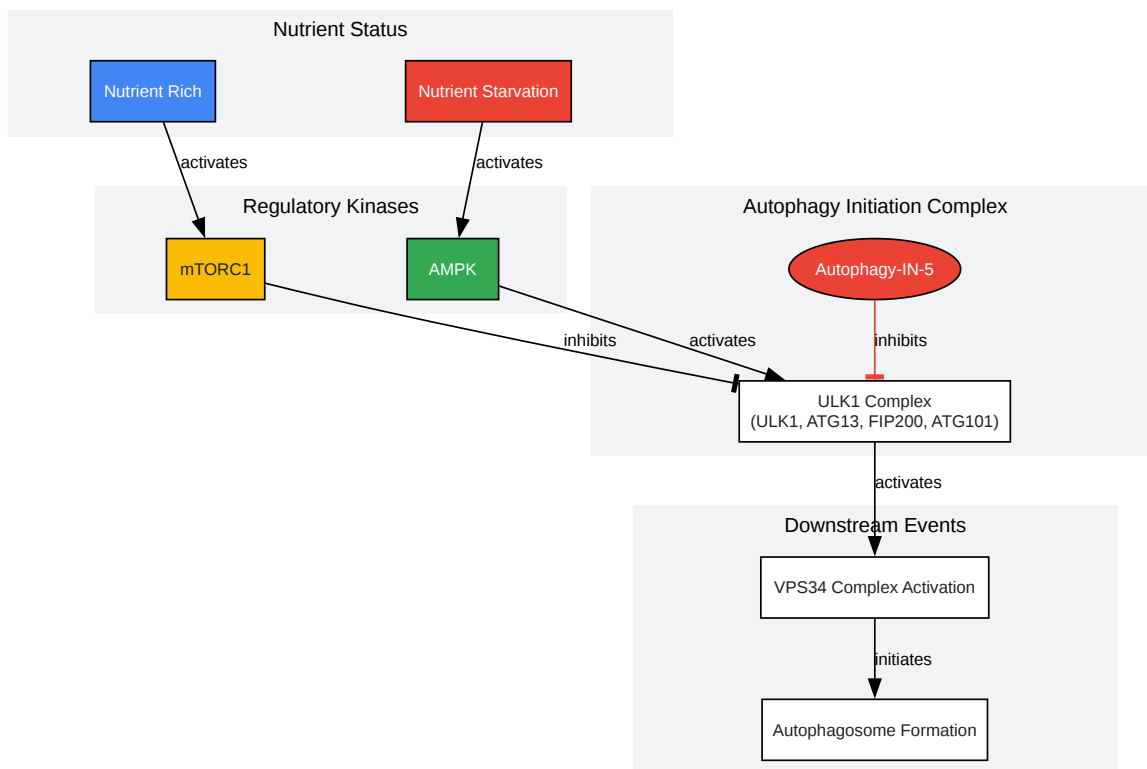 Nutrient Status
Nutrient Rich
Nutrient Starvation
activates
activates
Regulatory Kinases
Autophagy Initiation Complex
mTORC1
AMPK
Autophagy-IN-5
inhibits
activates
inhibits
ULK1 Complex
(ULK1, ATG13, FIP200, ATG101)
activates
Downstream Events
VPS34 Complex Activation
initiates
Autophagosome Formation